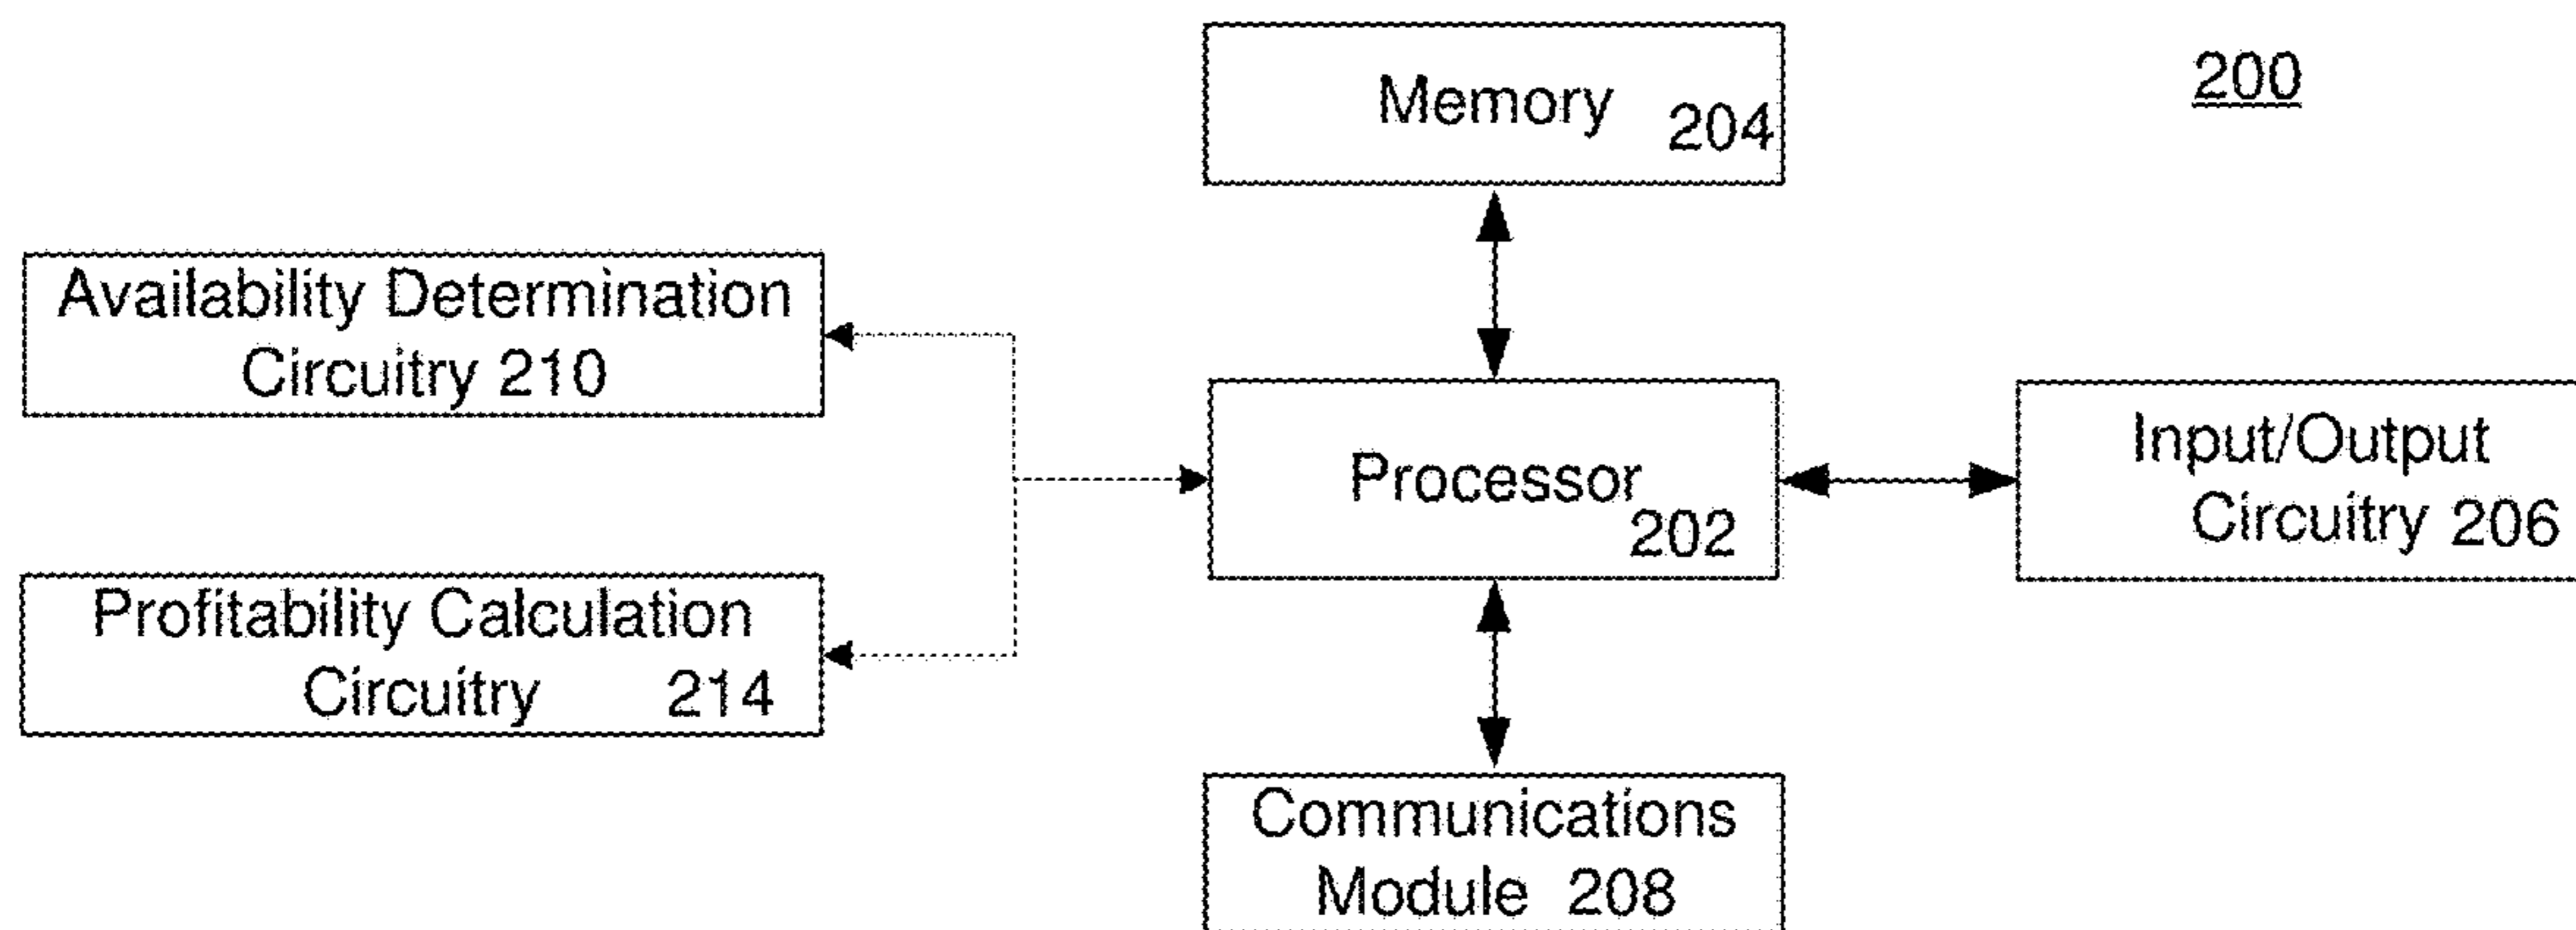 Memory 204
200
Availability Determination
Circuitry 210
Processor 202
Input/Output
Circuitry 206
Profitability Calculation
Circuitry 214
Communications
Module 208